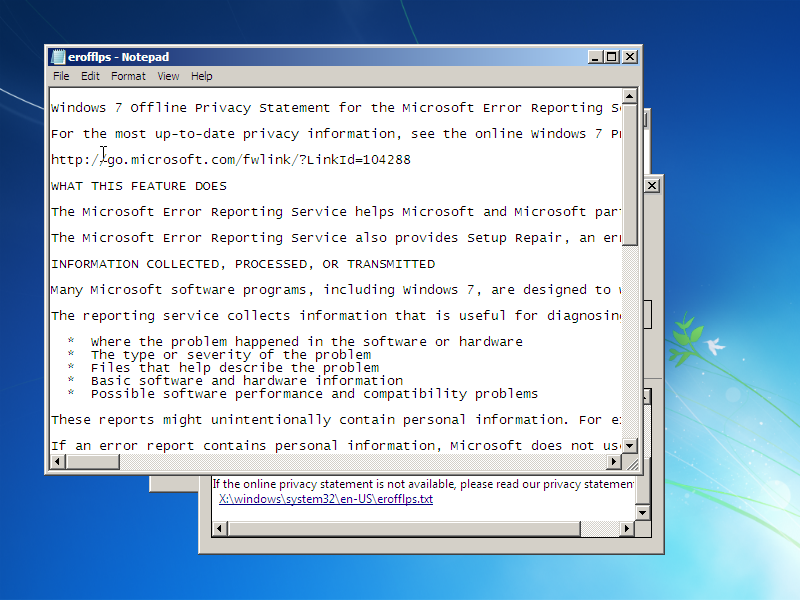 erofflps - Notepad
File Edit Format View Help
Windows 7 Offline Privacy Statement for the Microsoft Error Reporting
For the most up-to-date privacy information, see the online Windows 7
http://go.microsoft.com/fwlink/?LinkId=104288
WHAT THIS FEATURE DOES
The Microsoft Error Reporting Service helps Microsoft and Microsoft
The Microsoft Error Reporting Service also provides Setup Repair, an
INFORMATION COLLECTED, PROCESSED, OR TRANSMITTED
Many Microsoft software programs, including Windows 7, are designed to
The reporting service collects information that is useful for diagnosing
* Where the problem happened in the software or hardware
* The type or severity of the problem
* Files that help describe the problem
* Basic software and hardware information
* Possible software performance and compatibility problems
These reports might unintentionally contain personal information. For
If an error report contains personal information, Microsoft does not
If the online privacy statement is not available, please read our privacy statement
X:\windows\system32\en-US\erofflps.txt